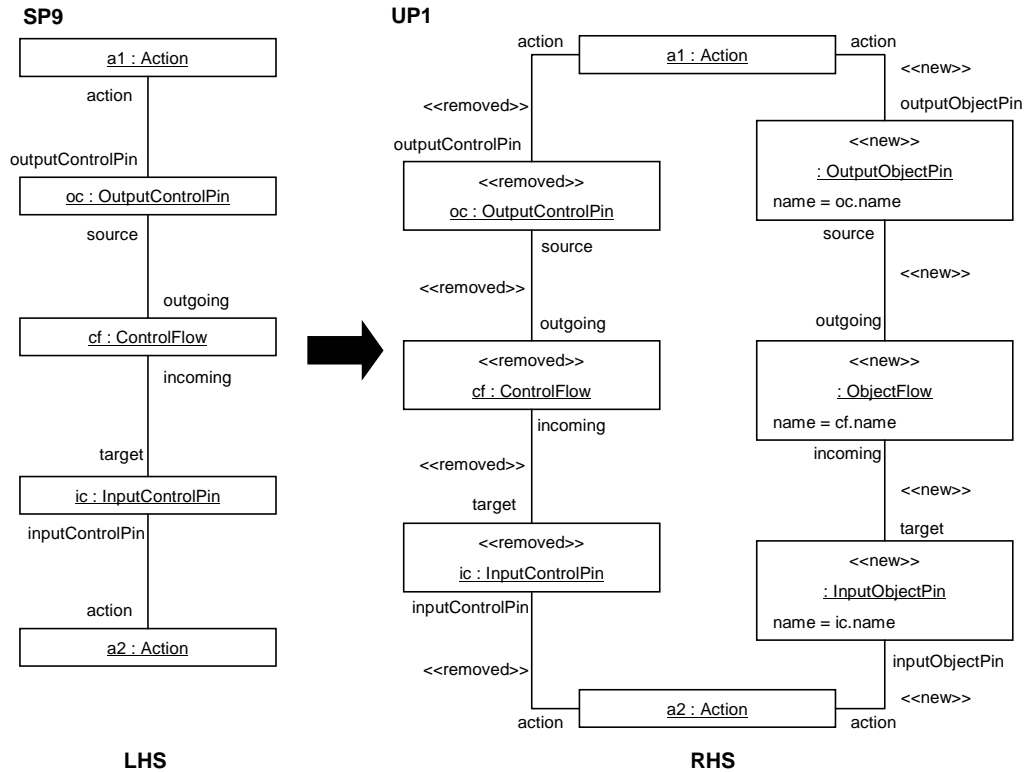 SP9
a1 : Action
action
outputControlPin
oc : OutputControlPin
source
outgoing
cf : ControlFlow
incoming
target
ic : InputControlPin
inputControlPin
action
a2 : Action
LHS
UP1
action
a1 : Action
action
<<removed>>
outputControlPin
<<removed>>
oc : OutputControlPin
source
<<removed>>
outgoing
<<removed>>
cf : ControlFlow
incoming
<<removed>>
target
<<removed>>
ic : InputControlPin
inputControlPin
<<removed>>
action
<<new>>
outputObjectPin
<<new>>
: OutputObjectPin
name = oc.name
source
<<new>>
outgoing
<<new>>
: ObjectFlow
name = cf.name
incoming
<<new>>
target
<<new>>
: InputObjectPin
name = ic.name
inputObjectPin
<<new>>
a2 : Action
action
RHS